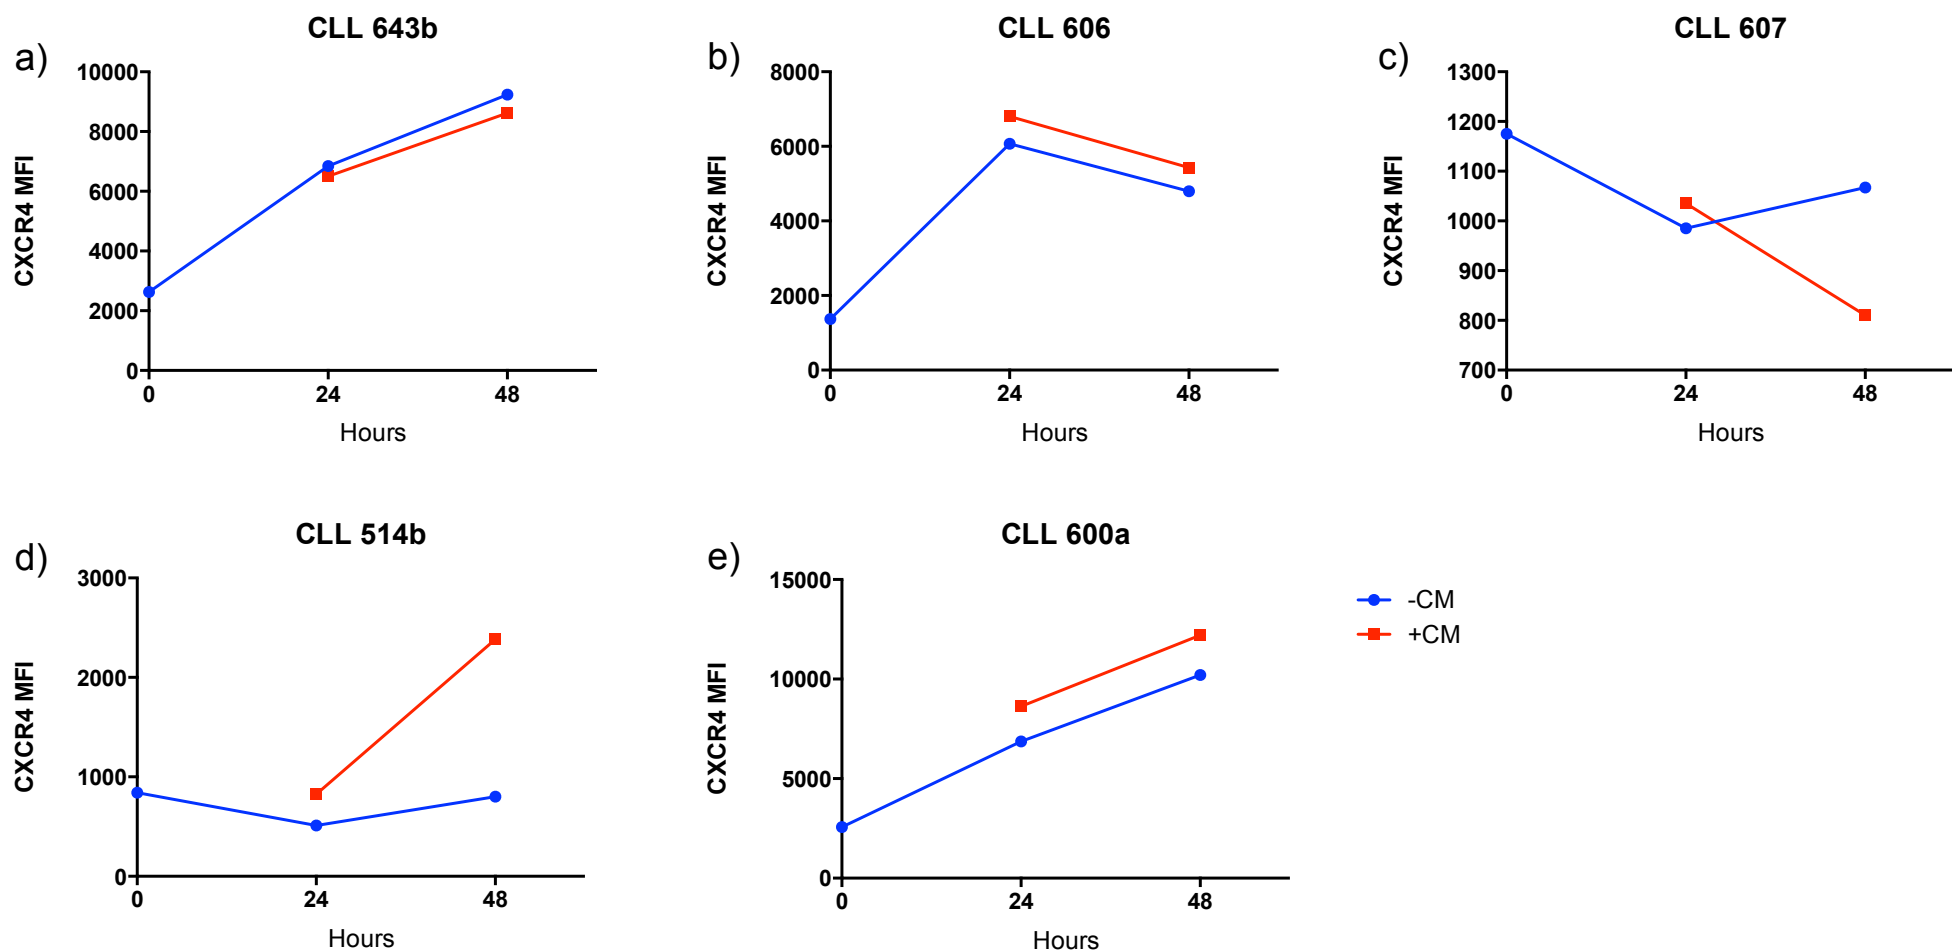 a)
CLL 643b
CXCR4 MFI
10000
8000
6000
4000
2000
0
0 24 48
Hours
b)
CLL 606
CXCR4 MFI
8000
6000
4000
2000
0
0 24 48
Hours
c)
CLL 607
CXCR4 MFI
1300
1200
1100
1000
900
800
700
0 24 48
Hours
d)
CLL 514b
CXCR4 MFI
3000
2000
1000
0
0 24 48
Hours
e)
CLL 600a
CXCR4 MFI
15000
10000
5000
0
0 24 48
Hours
-CM
+CM